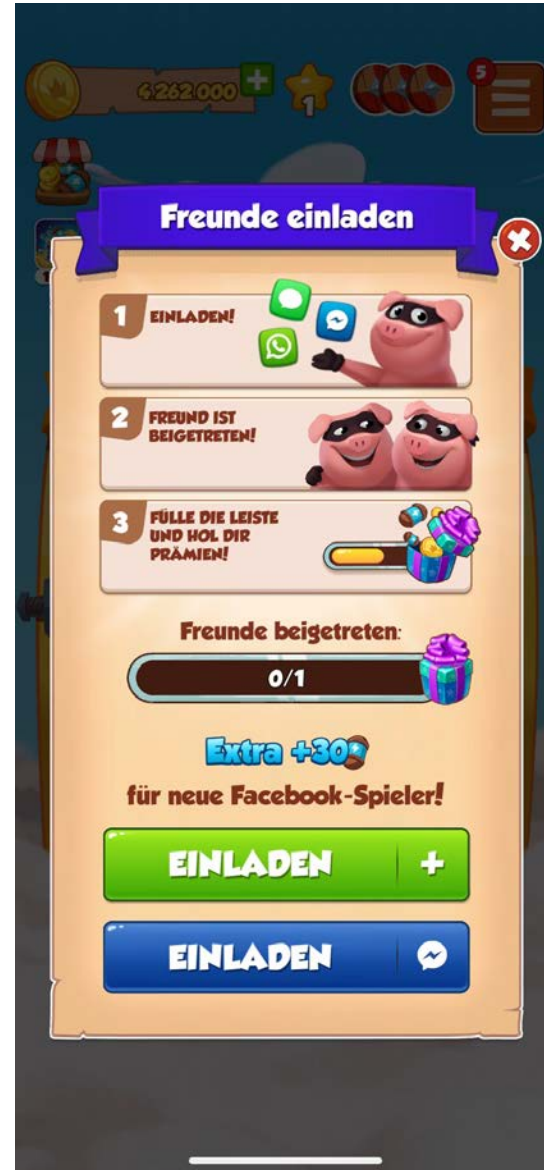 4 262 000
1
5
Freunde einladen
1 EINLADEN!
2 FREUND IST
BEIGETRETEN!
3 FÜLLE DIE LEISTE
UND HOL DIR
PRÄMIEN!
Freunde beigetreten:
0/1
Extra +30
für neue Facebook-Spieler!
EINLADEN
EINLADEN